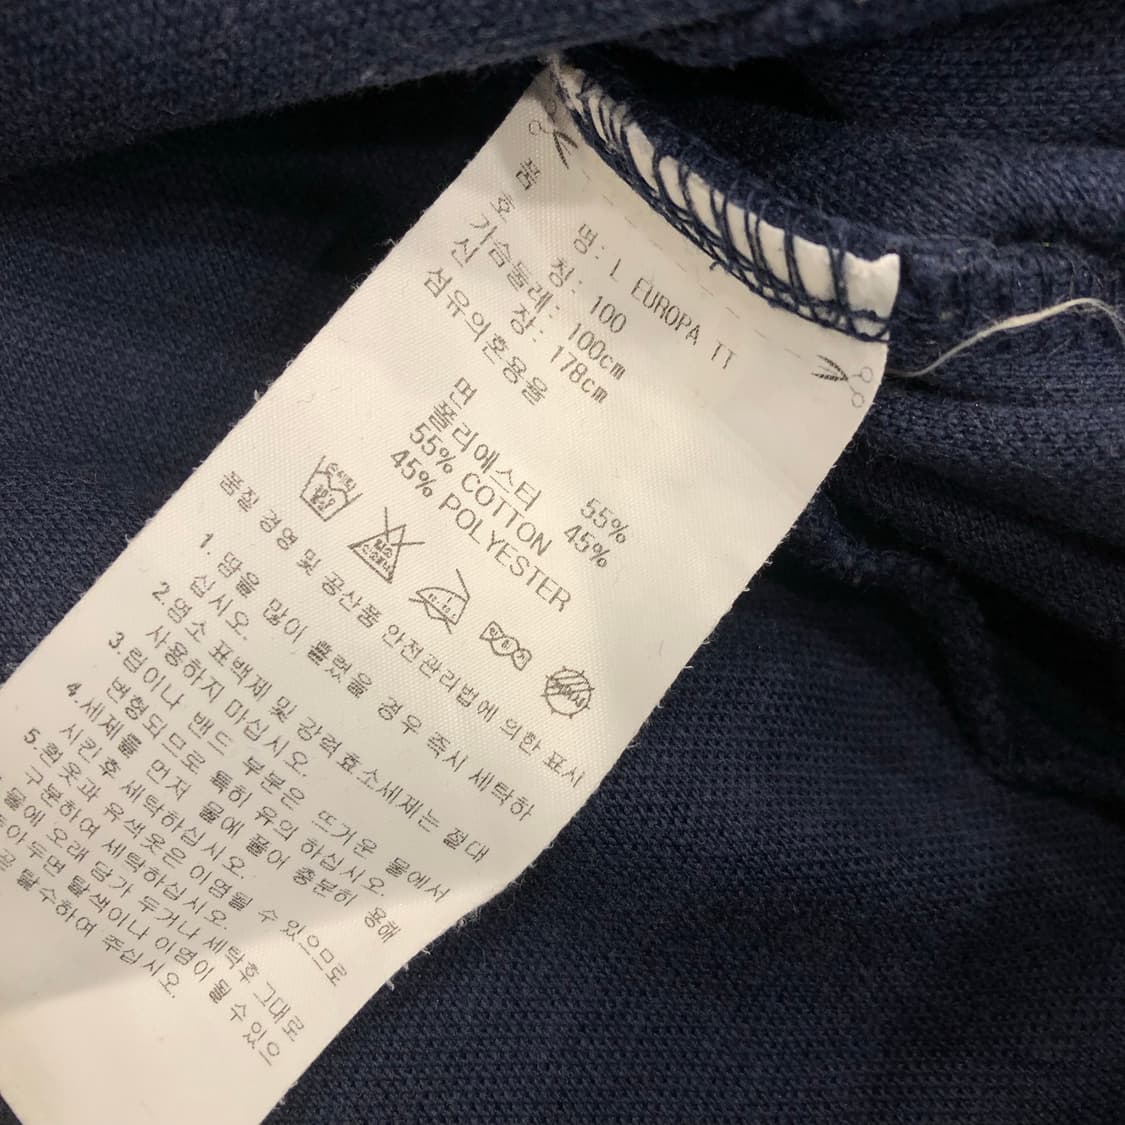 품 명: L EUROPA TT
호 칭: 100
가슴둘레: 100cm
신 장: 178cm
섬유의혼용율
면 55%
폴리에스터 45%
55% COTTON
45% POLYESTER
품질 경영 및 공산품 안전관리법에 의한 표시
1. 땀을 많이 흘렸을 경우 즉시 세탁하
십시오.
2.염소 표백제 및 강력효소세제는 절대
사용하지 마십시오.
3.림이나 밴드 부분은 뜨거운 물에서
변형되므로 특히 유의 하십시오.
4.세제를 먼저 물에 풀어 충분히 용해
시킨후 세탁하십시오.
5.흰옷과 유색옷은 이염될 수 있으므로
구분하여 세탁하십시오.
물에 오래 담가 두거나 세탁후 그대로
두면 탈색이나 이염이 될 수 있으
탈수하여 주십시오.